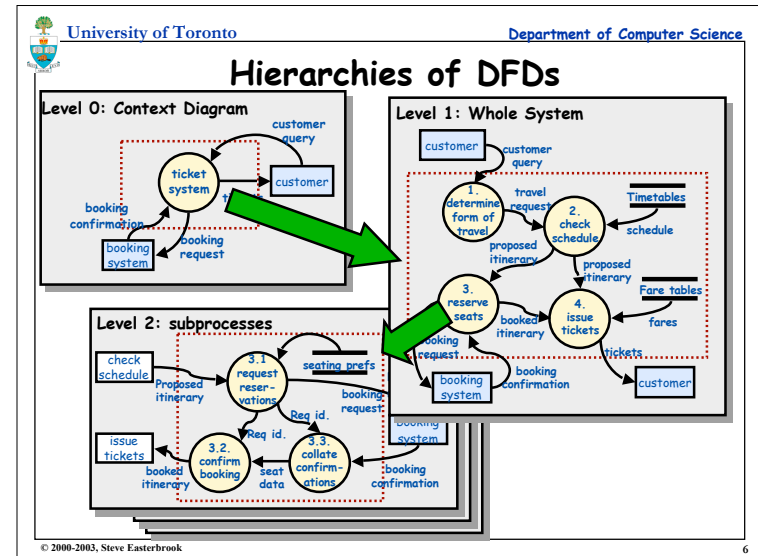 University of Toronto
Department of Computer Science
Hierarchies of DFDs
Level 0: Context Diagram
customer
query
ticket
system
customer
booking
confirmation
booking
system
booking
request
Level 1: Whole System
customer
customer
query
1.
determine
form of
travel
travel
request
2.
check
schedule
Timetables
schedule
proposed
itinerary
proposed
itinerary
3.
reserve
seats
booked
itinerary
4.
issue
tickets
Fare tables
fares
booking
request
booking
system
booking
confirmation
tickets
customer
Level 2: subprocesses
check
schedule
Proposed
itinerary
3.1
request
reser-
vations
seating prefs
booking
request
booking
system
Req id.
Req id.
issue
tickets
booked
itinerary
3.2.
confirm
booking
seat
data
3.3.
collate
confirm-
ations
booking
confirmation
© 2000-2003, Steve Easterbrook
6